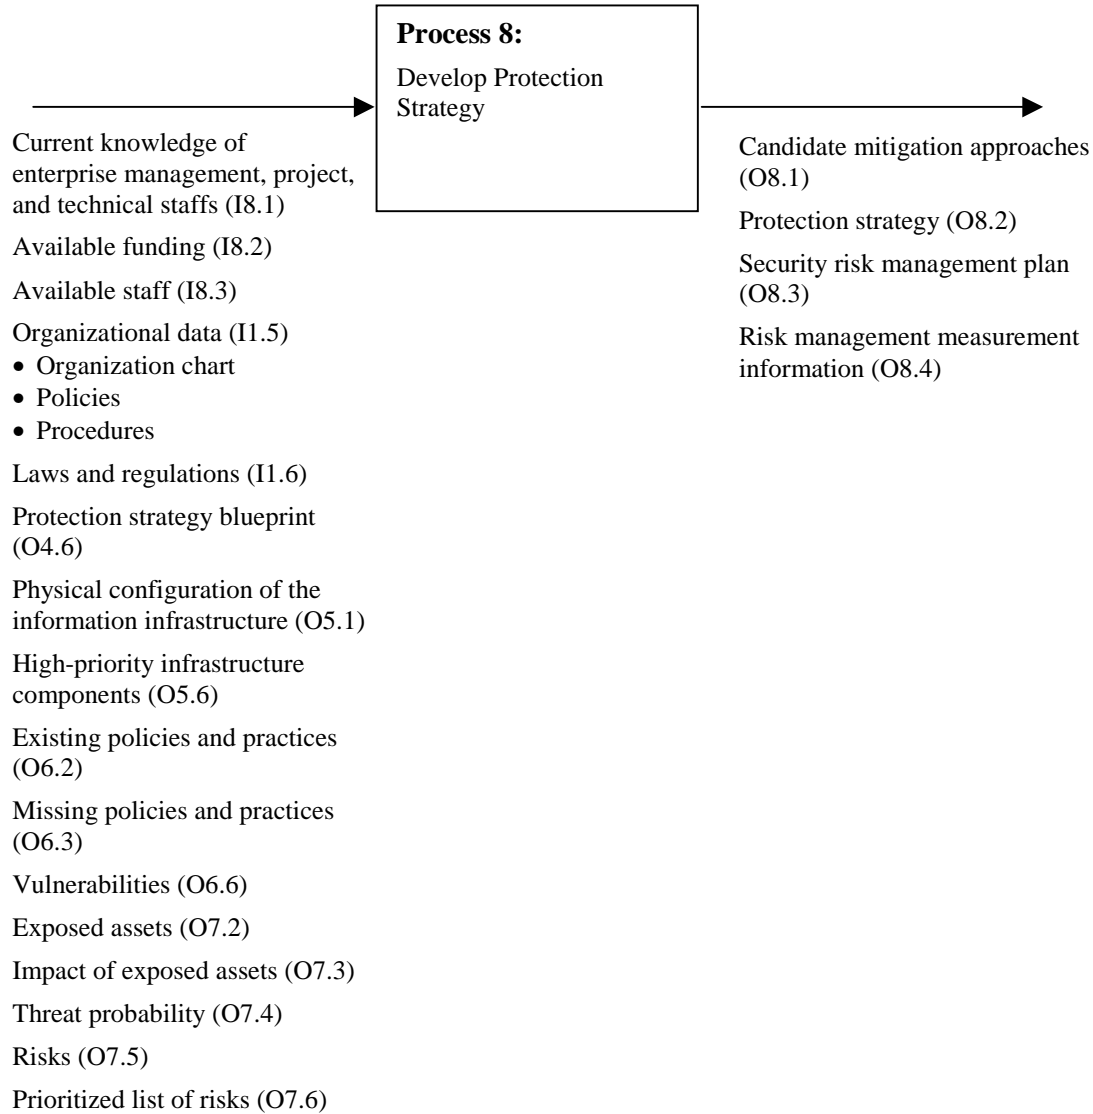 Process 8:
Develop Protection
Strategy
Current knowledge of
enterprise management, project,
and technical staffs (I8.1)
Available funding (I8.2)
Available staff (I8.3)
Organizational data (I1.5)
• Organization chart
• Policies
• Procedures
Laws and regulations (I1.6)
Protection strategy blueprint
(O4.6)
Physical configuration of the
information infrastructure (O5.1)
High-priority infrastructure
components (O5.6)
Existing policies and practices
(O6.2)
Missing policies and practices
(O6.3)
Vulnerabilities (O6.6)
Exposed assets (O7.2)
Impact of exposed assets (O7.3)
Threat probability (O7.4)
Risks (O7.5)
Prioritized list of risks (O7.6)
Candidate mitigation approaches
(O8.1)
Protection strategy (O8.2)
Security risk management plan
(O8.3)
Risk management measurement
information (O8.4)